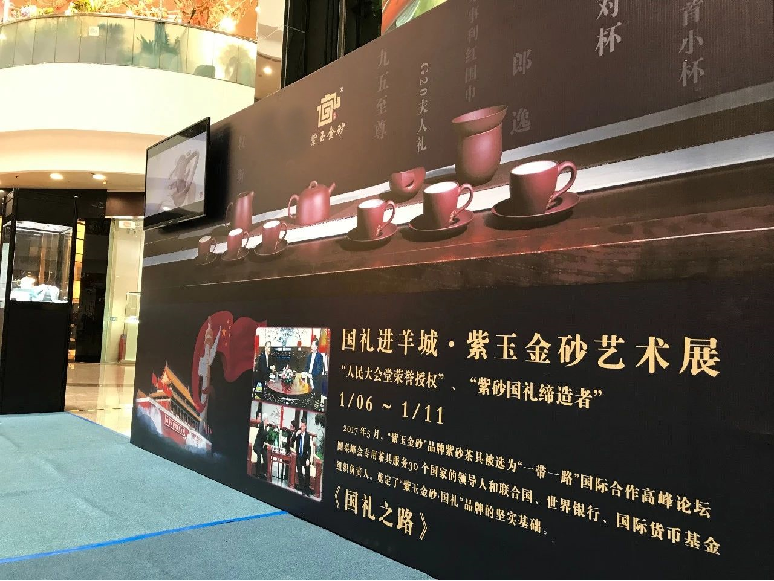 首小杯
对杯
郎逸
G20夫人礼
九五至尊
紫玉金砂
国礼进羊城·紫玉金砂艺术展
“人民大会堂荣誉授权”、“紫砂国礼缔造者”
1/06 ~ 1/11
2017年5月，“紫玉金砂”品牌紫砂茶具被选为“一带一路”国际合作高峰论坛
圆桌峰会专用茶具服务30个国家的领导人和联合国、世界银行、国际货币基金
组织负责人，奠定了“紫玉金砂·国礼”品牌的坚实基础。
《国礼之路》